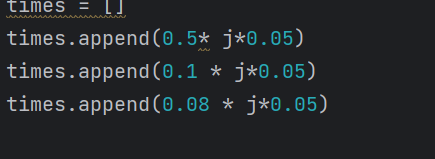 times = []
times.append(0.5* j*0.05)
times.append(0.1 * j*0.05)
times.append(0.08 * j*0.05)